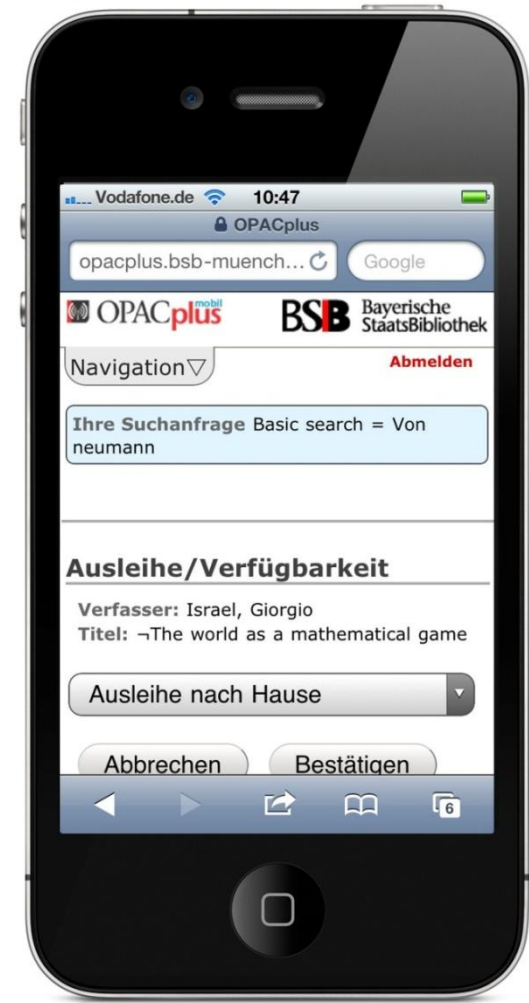 Vodafone.de 10:47
OPACplus
opacplus.bsb-muench... Google
OPACplus mobil BSB Bayerische
StaatsBibliothek
Navigation▽ Abmelden
Ihre Suchanfrage Basic search = Von
neumann
Ausleihe/Verfügbarkeit
Verfasser: Israel, Giorgio
Titel: ¬The world as a mathematical game
Ausleihe nach Hause
Abbrechen Bestätigen
6